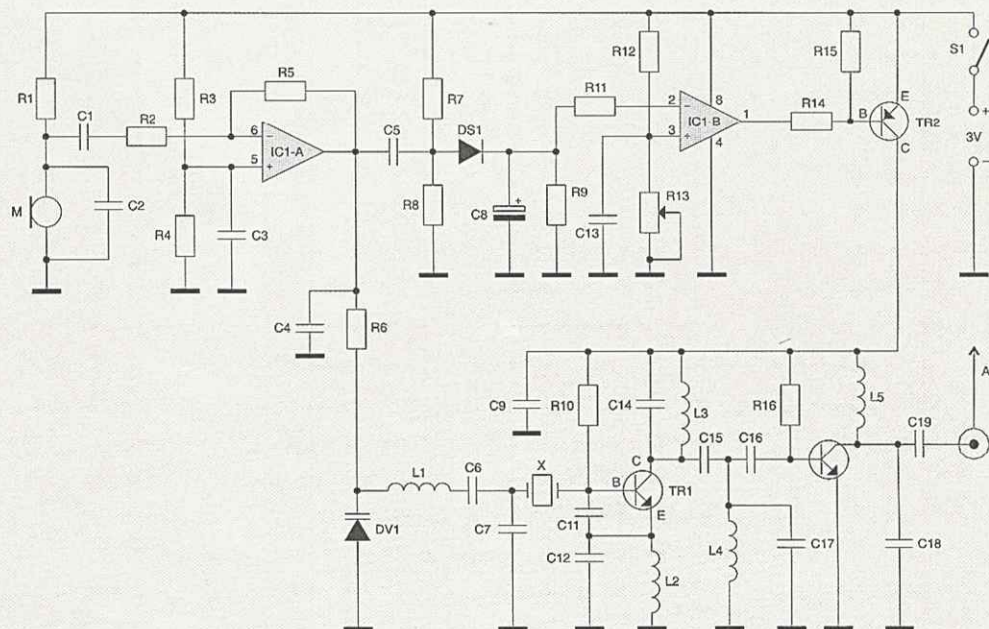 R12
R15
S1
R1
R3
R5
R7
R11
2
8
E
C1
R2
6
−
C5
DS1
−
IC1-B
1
R14
B
TR2
+
IC1-A
3
+
4
C
3V
5
+
+
R9
R13
−
M
C2
R4
C3
R8
C8
C13
C4
R6
A
C9
R10
C14
L3
R16
L5
C19
C15
C16
C
L1
C6
X
B
TR1
DV1
C7
C11
E
C12
L2
L4
C17
C18